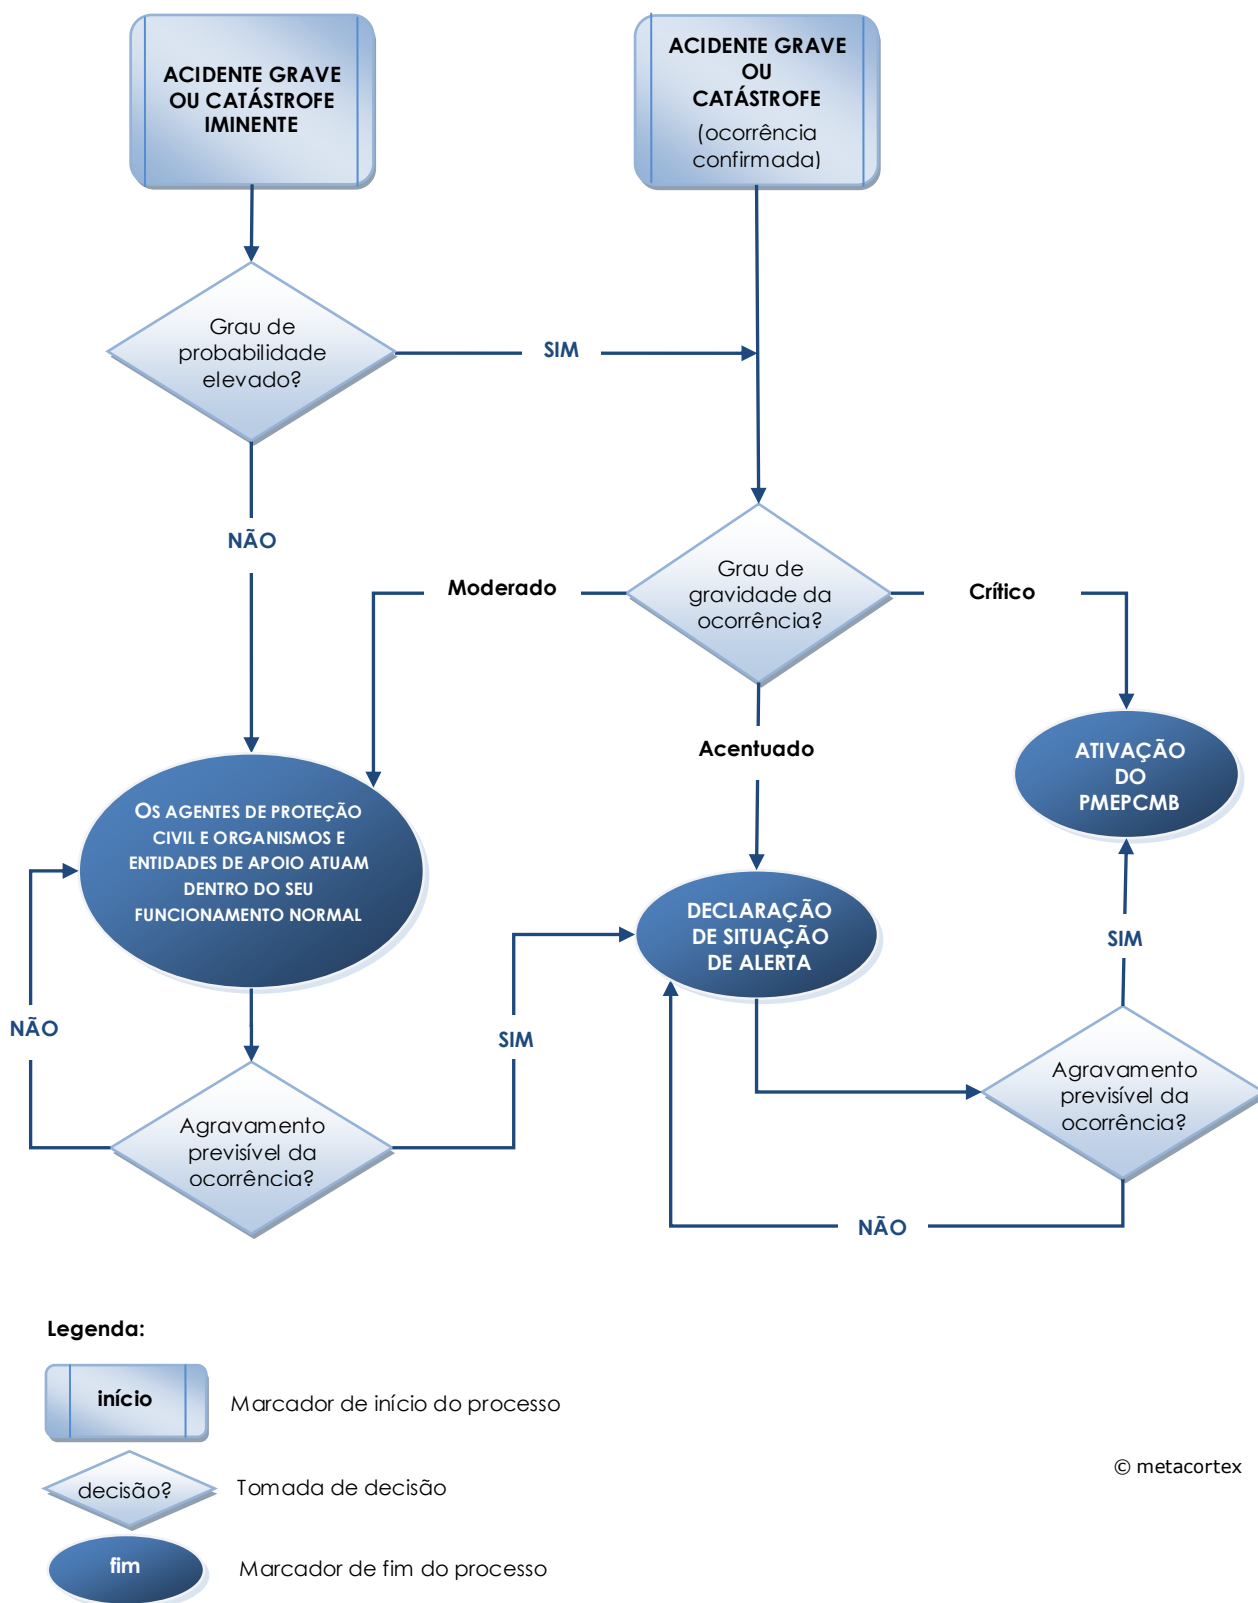 ACIDENTE GRAVE
OU CATÁSTROFE
IMINENTE
ACIDENTE GRAVE
OU
CATÁSTROFE
(ocorrência
confirmada)
Grau de
probabilidade
elevado?
SIM
NÃO
Grau de
gravidade da
ocorrência?
Moderado
Crítico
Acentuado
ATIVAÇÃO
DO
PMEPCMB
OS AGENTES DE PROTEÇÃO
CIVIL E ORGANISMOS E
ENTIDADES DE APOIO ATUAM
DENTRO DO SEU
FUNCIONAMENTO NORMAL
DECLARAÇÃO
DE SITUAÇÃO
DE ALERTA
SIM
NÃO
SIM
Agravamento
previsível da
ocorrência?
Agravamento
previsível da
ocorrência?
NÃO
Legenda:
início
Marcador de início do processo
decisão?
Tomada de decisão
© metacortex
fim
Marcador de fim do processo